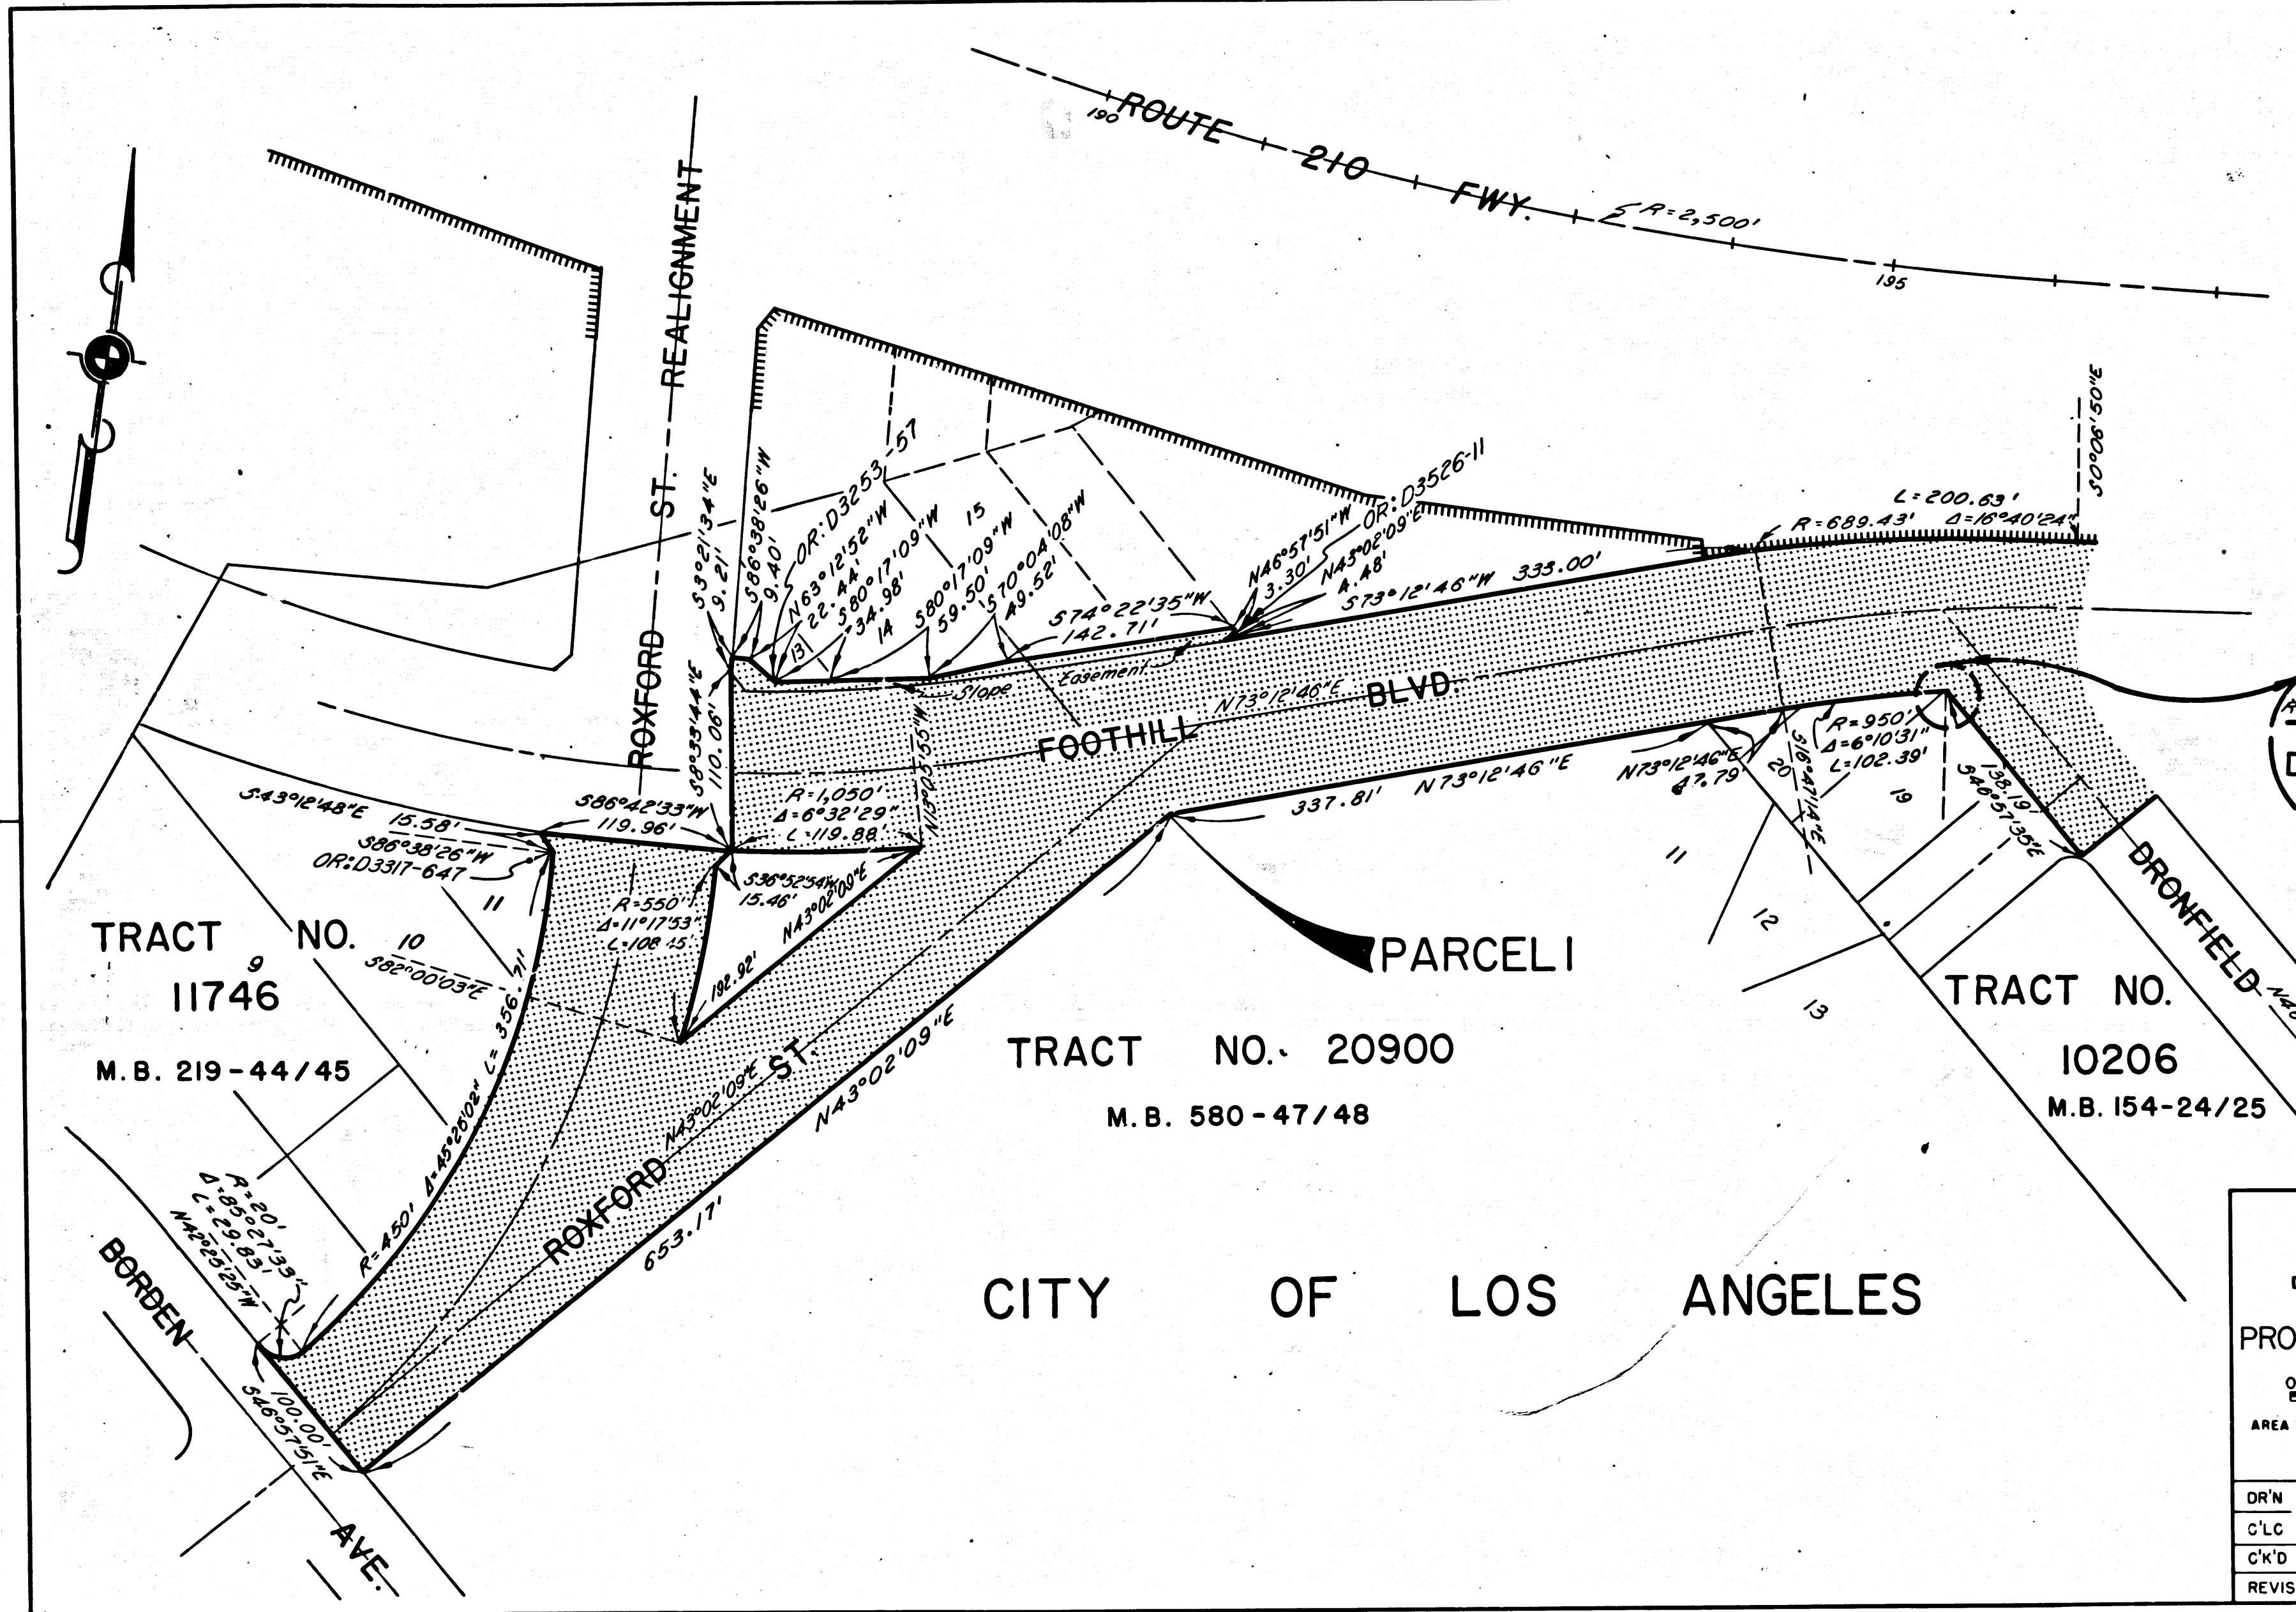 190
ROUTE 210 FWY.
R=2,500'
195
ROXFORD ST. REALIGNMENT
S3°21'34"E
9.21'
S86°38'26"W
9.40'
OR:D3253-57
N63°12'52"W
22.44'
S80°17'09"W
34.98'
13
14
15
S80°17'09"W
59.50'
S70°04'08"W
49.52'
S74°22'35"W
142.71'
N46°57'51"W
3.30'
OR:D3526-11
N43°02'09"E
4.48'
S73°12'46"W 333.00'
L=200.63'
R=689.43' Δ=16°40'24"
S0°06'50"E
S8°33'44"E
110.06'
Slope Easement
N73°12'46"E
FOOTHILL BLVD.
R=1,050'
Δ=6°32'29"
L=119.88'
N13°05'55"W
337.81' N73°12'46"E
N73°12'46"E
47.79'
R=950'
Δ=6°10'31"
L=102.39'
S16°47'14"E
20
19
138.19'
S46°57'35"E
S43°12'48"E 15.58'
S86°38'26"W
OR:D3317-647
S86°42'33"W
119.96'
S36°52'54"W
15.46'
R=550'
Δ=11°17'53"
L=108.45'
N43°02'09"E
192.92'
11
TRACT NO.
11746
M.B. 219-44/45
9
10
S82°00'03"E
R=450' Δ=45°25'02" L=356.71'
PARCEL 1
11
12
13
TRACT NO. 20900
M.B. 580-47/48
TRACT NO.
10206
M.B. 154-24/25
DRONFIELD
ROXFORD ST.
N43°02'09"E
N43°02'09"E
653.17'
R=20'
Δ=85°27'33"
L=29.83'
N42°25'25"W
BORDEN AVE.
100.00'
S46°57'51"E
CITY OF LOS ANGELES
PRO
AREA
DR'N
C'LC
C'K'D
REVIS